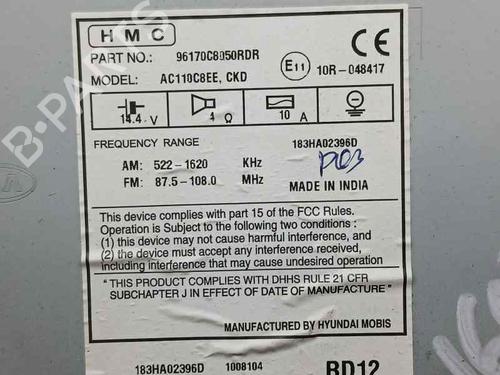 HMC
PART NO.: 96170C8050RDR
MODEL: AC110C8EE, CKD
CE
E11 10R-048417
14.4 V 4 Ω 10 A
FREQUENCY RANGE 183HA02396D
AM: 522-1620 KHz
FM: 87.5-108.0 MHz
MADE IN INDIA
This device complies with part 15 of the FCC Rules.
Operation is Subject to the following two conditions :
(1) this device may not cause harmful interference, and
(2) the device must accept any interference received,
including interference that may cause undesired operation
"THIS PRODUCT COMPLIES WITH DHHS RULE 21 CFR
SUBCHAPTER J IN EFFECT OF DATE OF MANUFACTURE"
MANUFACTURED BY HYUNDAI MOBIS
183HA02396D 1008104 RD12
B-PARTS